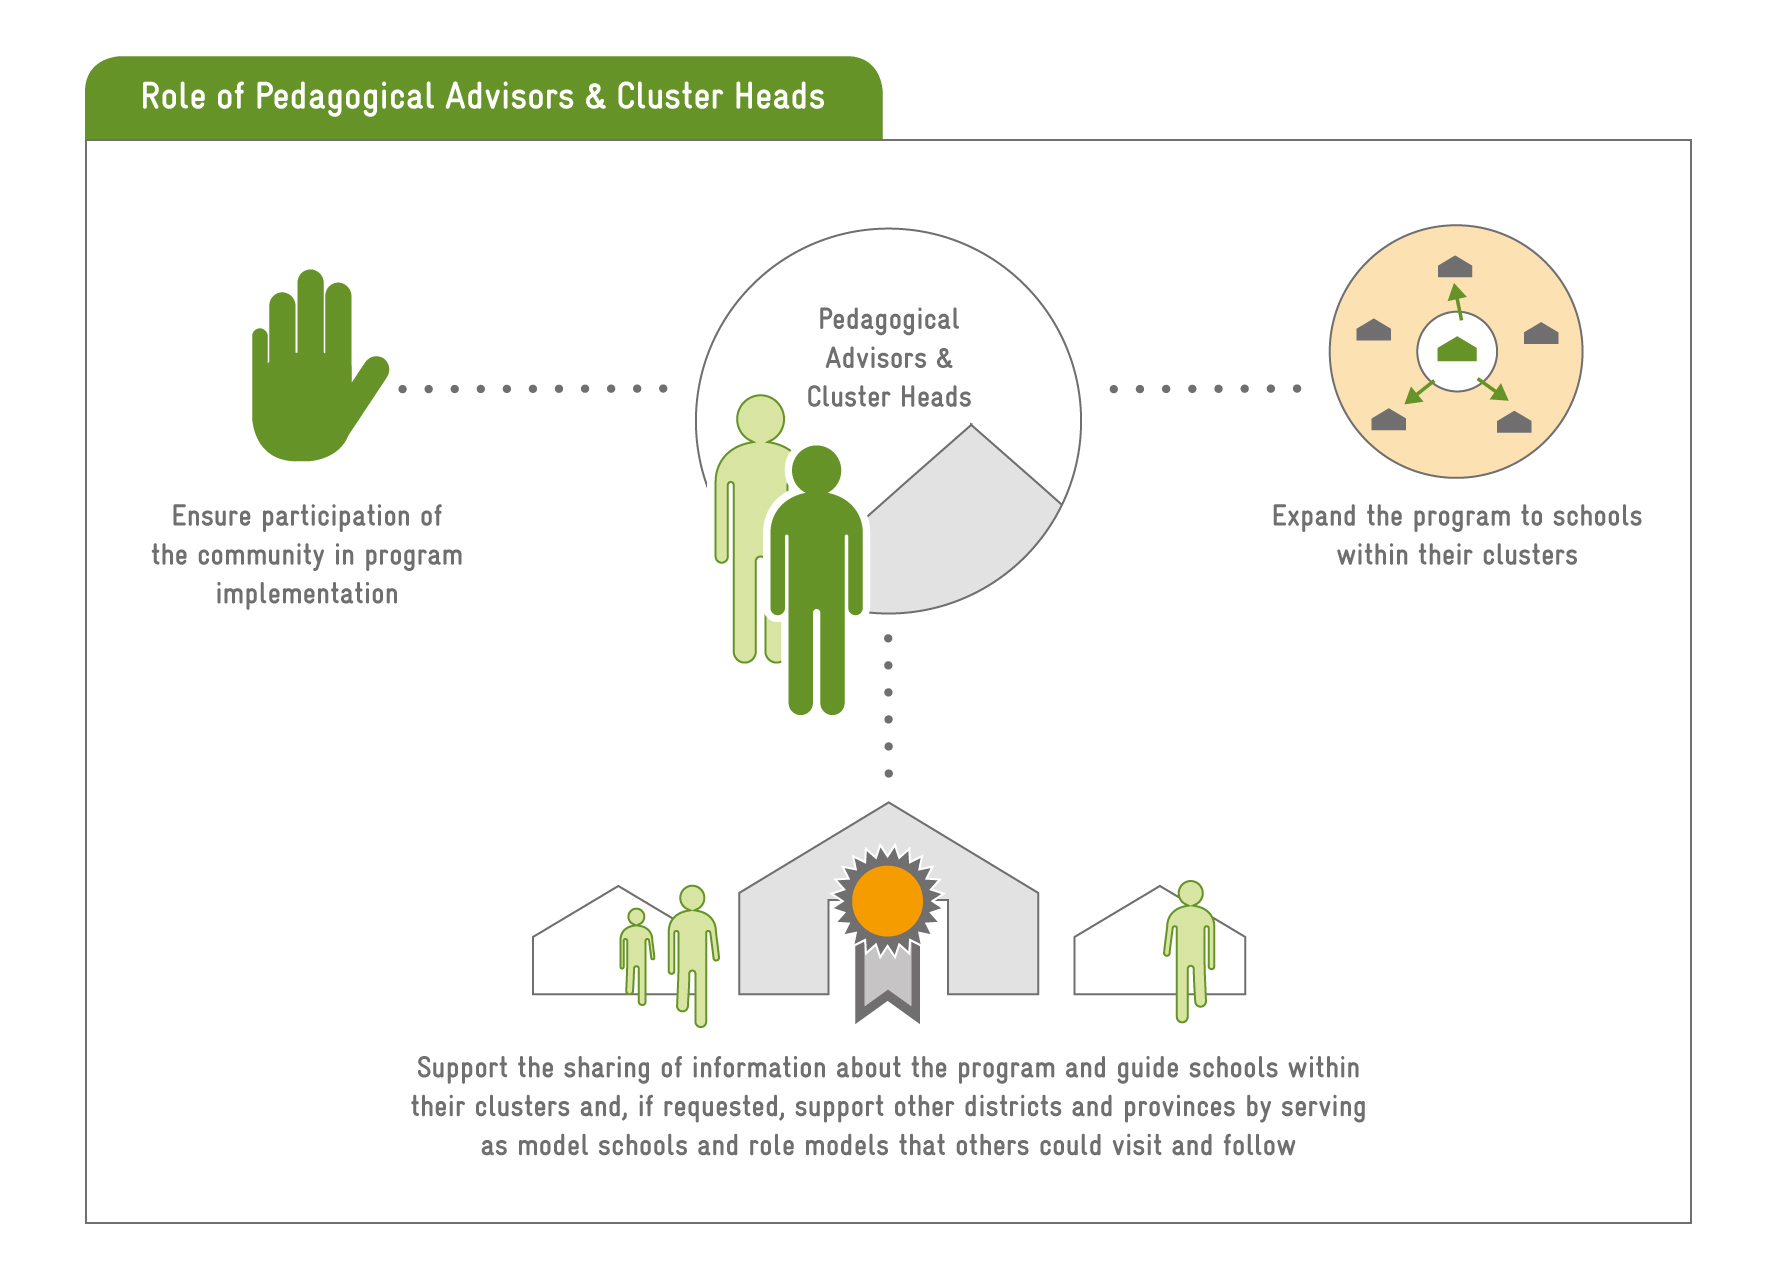 Role of Pedagogical Advisors & Cluster Heads
Pedagogical
Advisors &
Cluster Heads
Ensure participation of
the community in program
implementation
Expand the program to schools
within their clusters
Support the sharing of information about the program and guide schools within
their clusters and, if requested, support other districts and provinces by serving
as model schools and role models that others could visit and follow